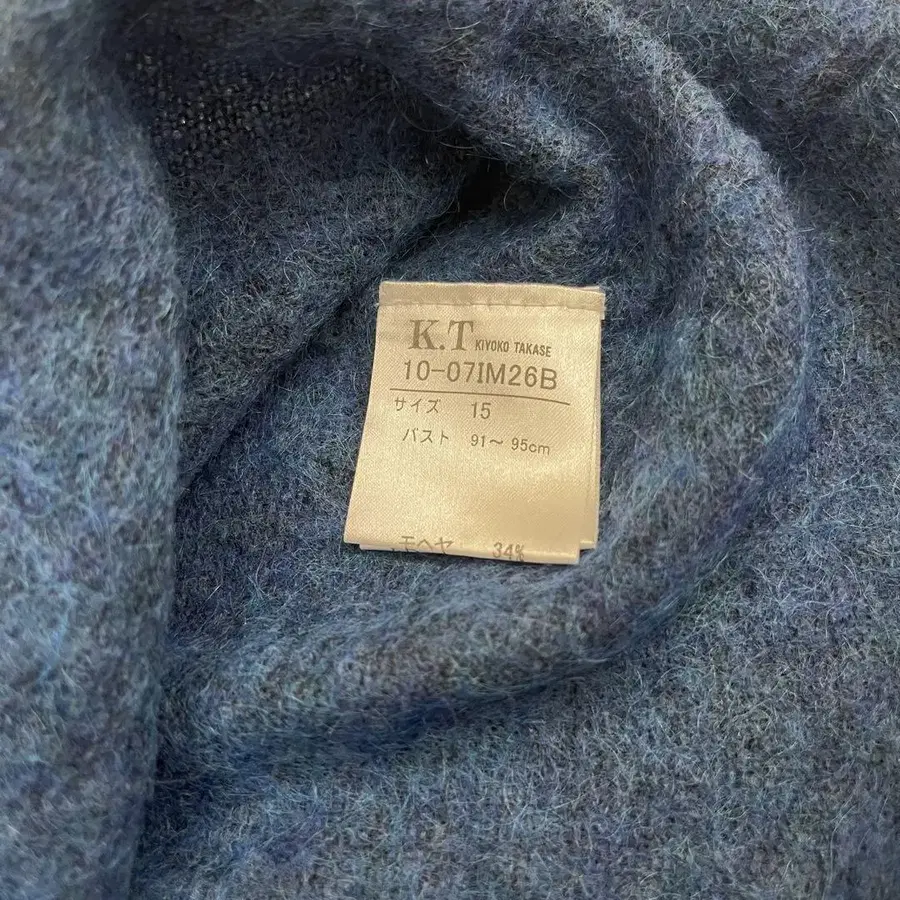 K.T KIYOKO TAKASE
10-07IM26B
サイズ 15
バスト 91〜95cm
モヘヤ 34%